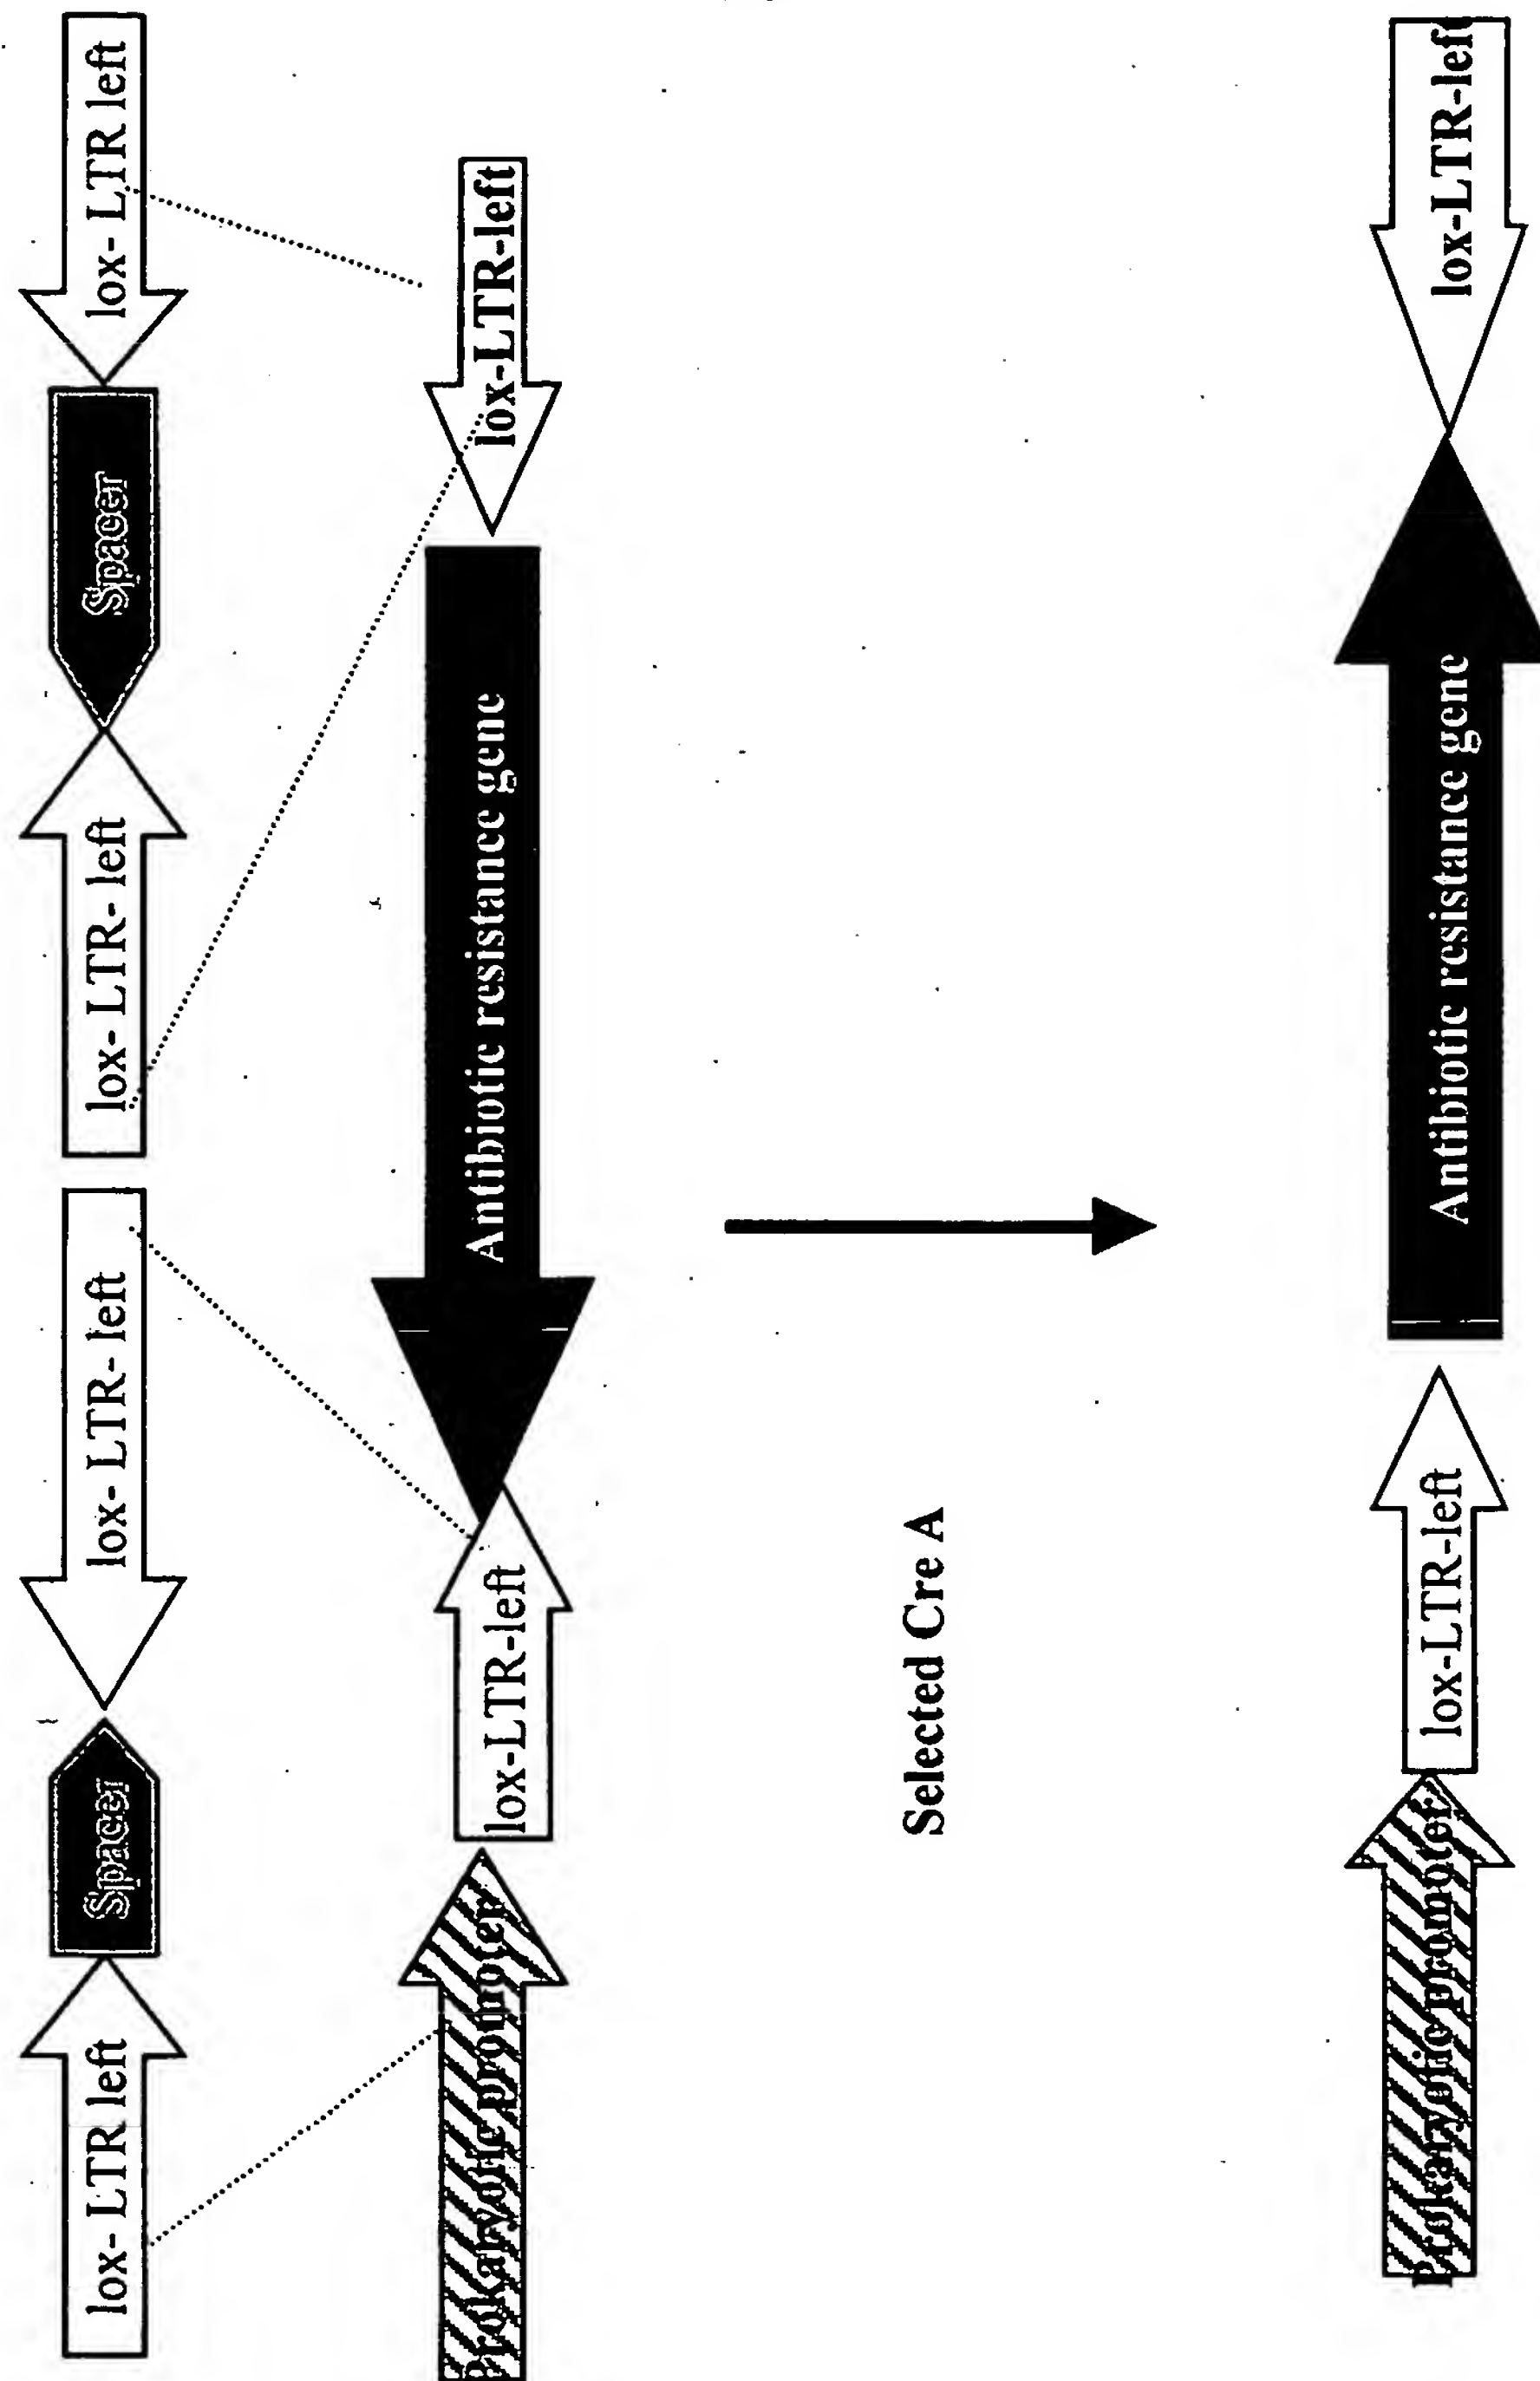 lox- LTR left
Spacer
lox- LTR- left
lox- LTR- left
Spacer
lox- LTR left
Prokaryotic promoter
lox-LTR-left
Antibiotic resistance gene
lox-LTR-left
Selected Cre A
Prokaryotic promoter
lox-LTR-left
Antibiotic resistance gene
lox-LTR-left